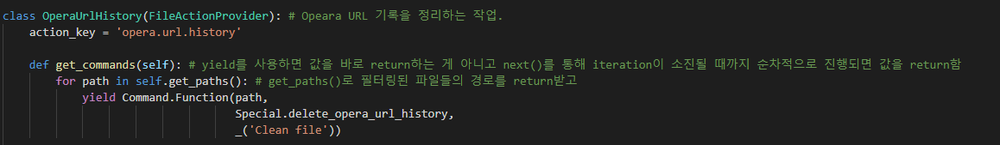 class OperaUrlHistory(FileActionProvider): # Opeara URL 기록을 정리하는 작업.
    action_key = 'opera.url.history'
    def get_commands(self): # yield를 사용하면 값을 바로 return하는 게 아니고 next()를 통해 iteration이 소진될 때까지 순차적으로 진행되면 값을 return함
        for path in self.get_paths(): # get_paths()로 필터링된 파일들의 경로를 return받고
            yield Command.Function(path,
                                   Special.delete_opera_url_history,
                                   _('Clean file'))